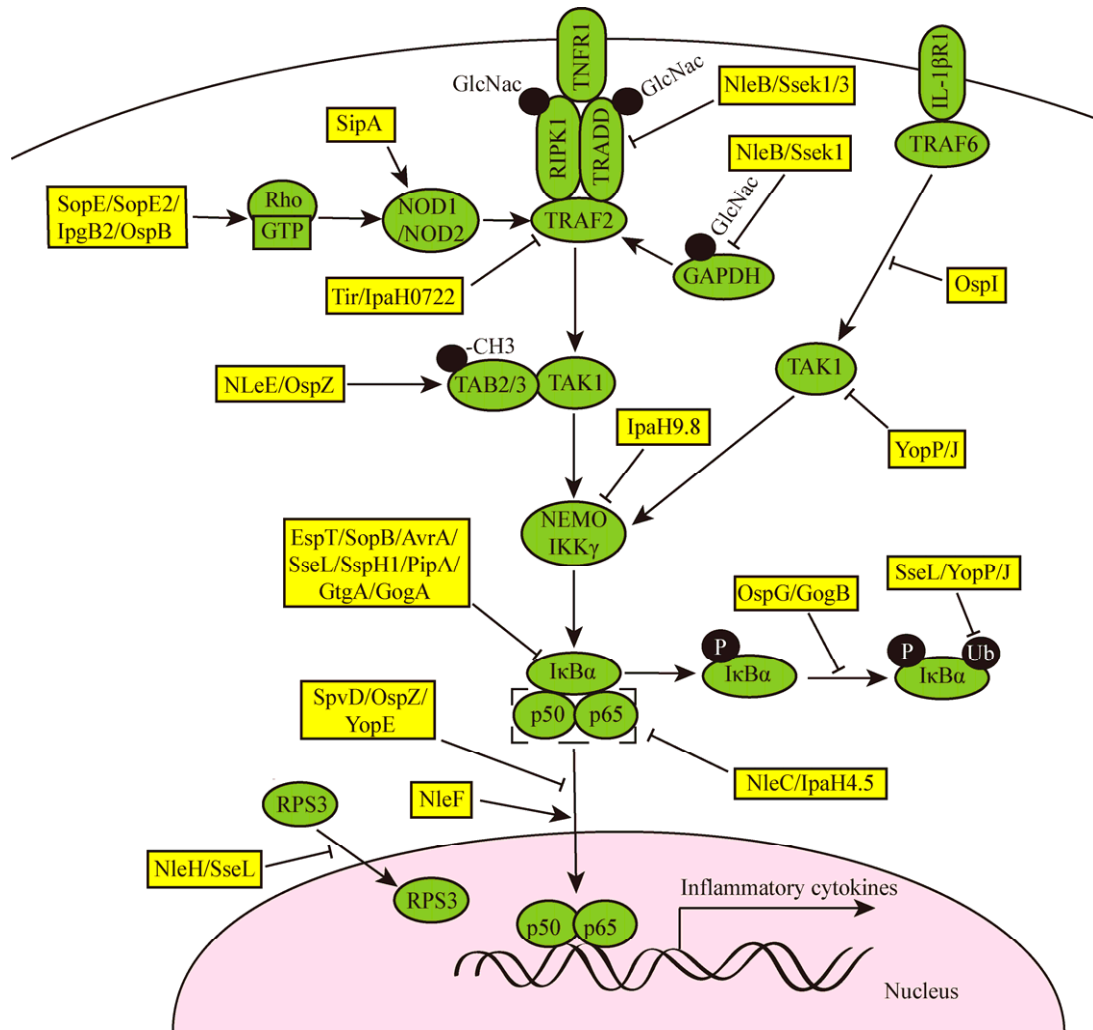 TNFR1
IL-1βR1
GlcNac
GlcNac
NleB/Ssek1/3
SipA
RIPK1
TRADD
TRAF6
NleB/Ssek1
SopE/SopE2/
IpgB2/OspB
Rho
GTP
NOD1
/NOD2
TRAF2
GlcNac
GAPDH
Tir/IpaH0722
OspI
-CH3
NLeE/OspZ
TAB2/3
TAK1
TAK1
IpaH9.8
YopP/J
NEMO
IKKγ
EspT/SopB/AvrA/
SseL/SspH1/PipA/
GtgA/GogA
OspG/GogB
SseL/YopP/J
P
P
Ub
IκBα
IκBα
IκBα
p50
p65
SpvD/OspZ/
YopE
NleC/IpaH4.5
RPS3
NleF
NleH/SseL
RPS3
Inflammatory cytokines
p50
p65
Nucleus